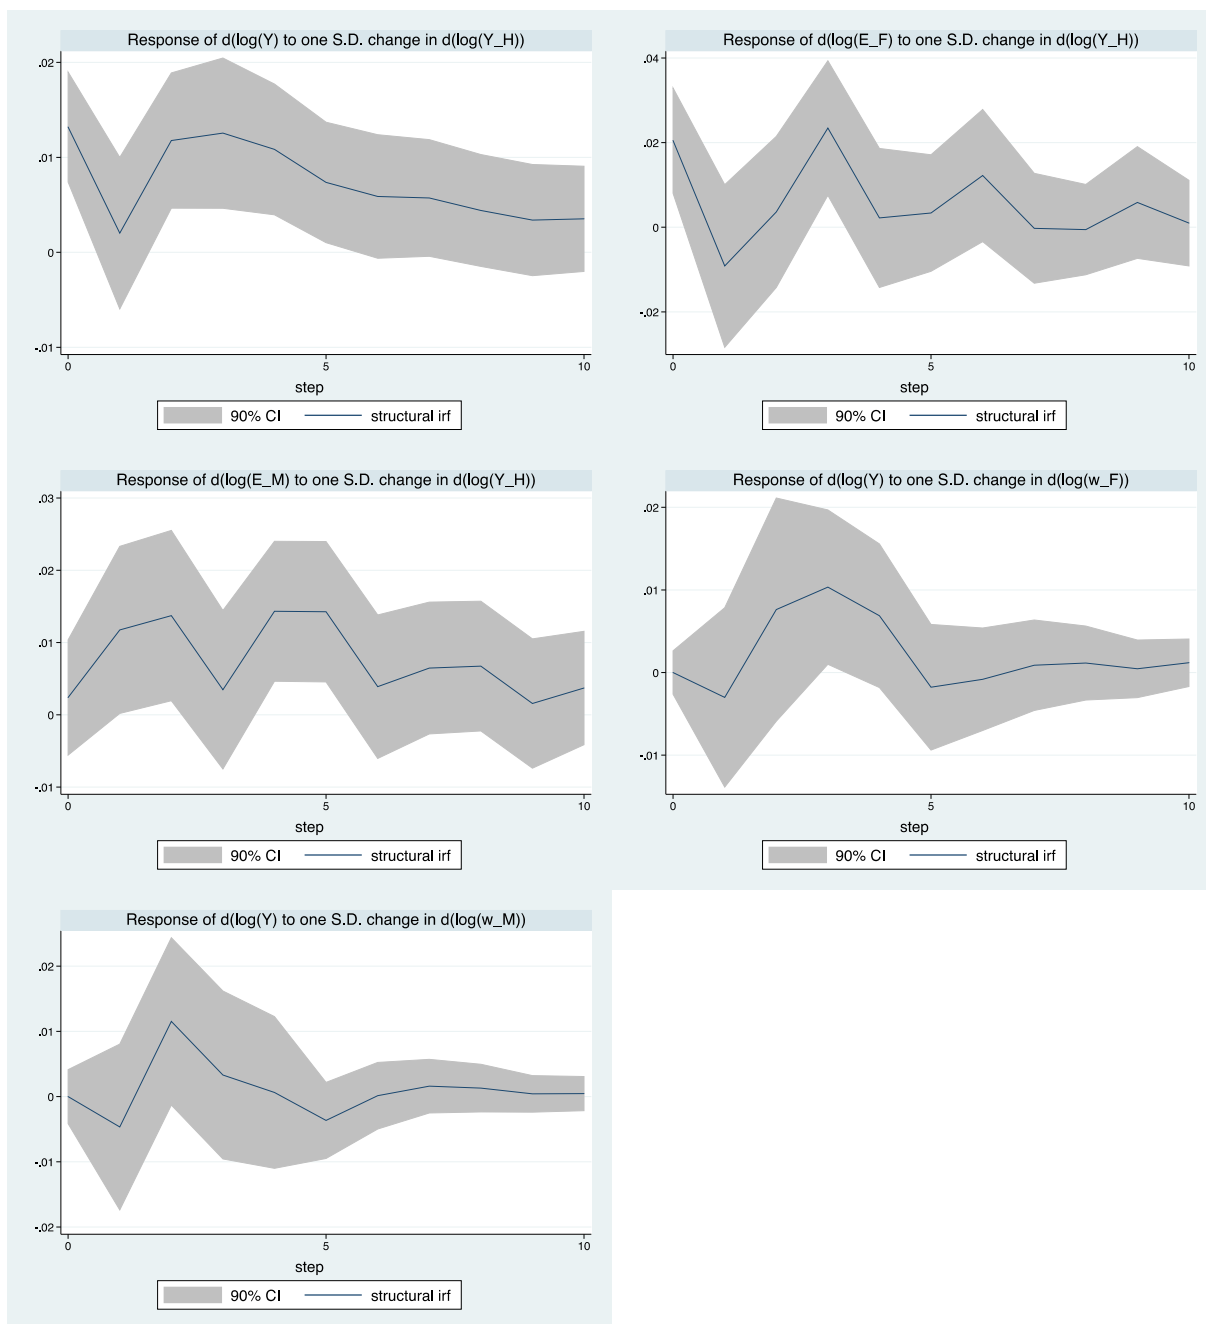 Response of d(log(Y) to one S.D. change in d(log(Y_H))
.02
.01
0
-.01
0 5 10
step
90% CI structural irf
Response of d(log(E_F) to one S.D. change in d(log(Y_H))
.04
.02
0
-.02
0 5 10
step
90% CI structural irf
Response of d(log(E_M) to one S.D. change in d(log(Y_H))
.03
.02
.01
0
-.01
0 5 10
step
90% CI structural irf
Response of d(log(Y) to one S.D. change in d(log(w_F))
.02
.01
0
-.01
0 5 10
step
90% CI structural irf
Response of d(log(Y) to one S.D. change in d(log(w_M))
.02
.01
0
-.01
-.02
0 5 10
step
90% CI structural irf